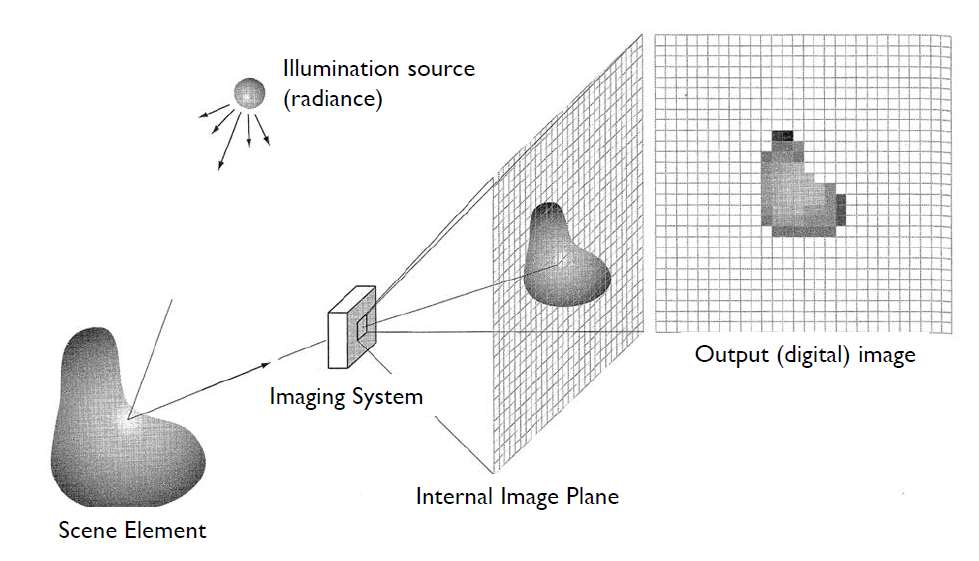 Illumination source
(radiance)
Output (digital) image
Imaging System
Internal Image Plane
Scene Element